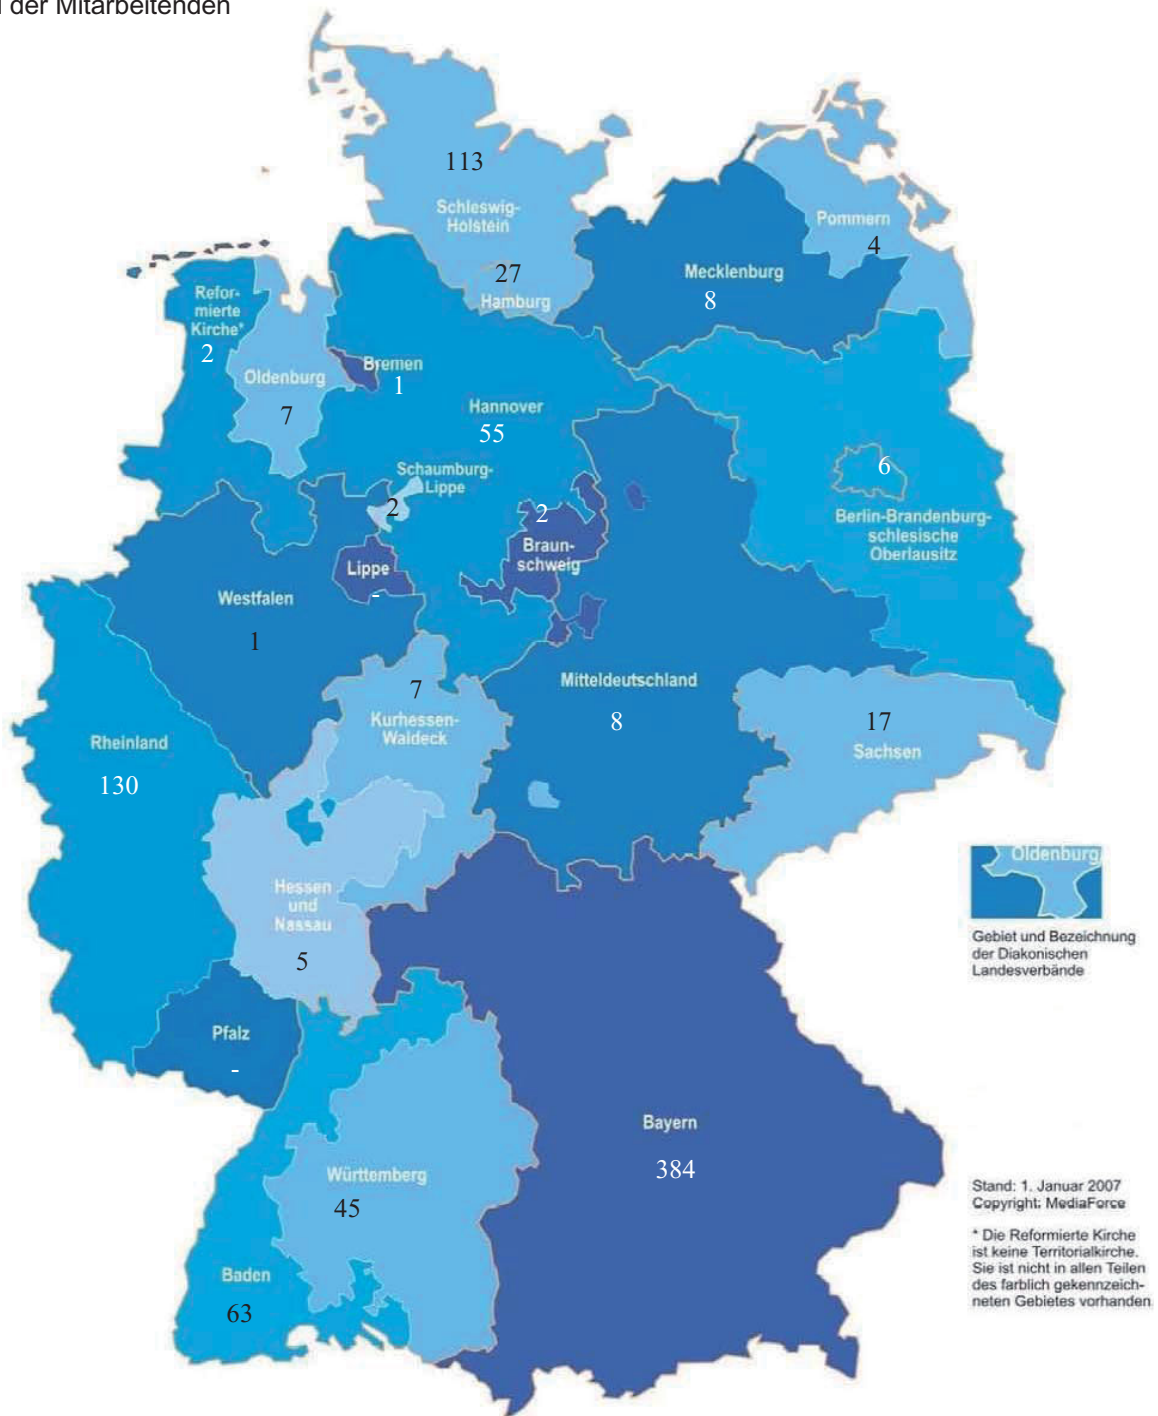 der Mitarbeitenden
113
Schleswig-
Holstein
27
Hamburg
Pommern
4
Mecklenburg
8
Refor-
mierte
Kirche*
2
Oldenburg
7
Bremen
1
Hannover
55
Schaumburg-
Lippe
2
2
Braun-
schweig
6
Berlin-Brandenburg-
schlesische
Oberlausitz
Lippe
-
Westfalen
1
7
Kurhessen-
Waldeck
Mitteldeutschland
8
17
Sachsen
Rheinland
130
Hessen
und
Nassau
5
Pfalz
-
Bayern
384
Württemberg
45
Baden
63
Oldenburg
Gebiet und Bezeichnung
der Diakonischen
Landesverbände
Stand: 1. Januar 2007
Copyright: MediaForce
* Die Reformierte Kirche
ist keine Territorialkirche.
Sie ist nicht in allen Teilen
des farblich gekennzeich-
neten Gebietes vorhanden